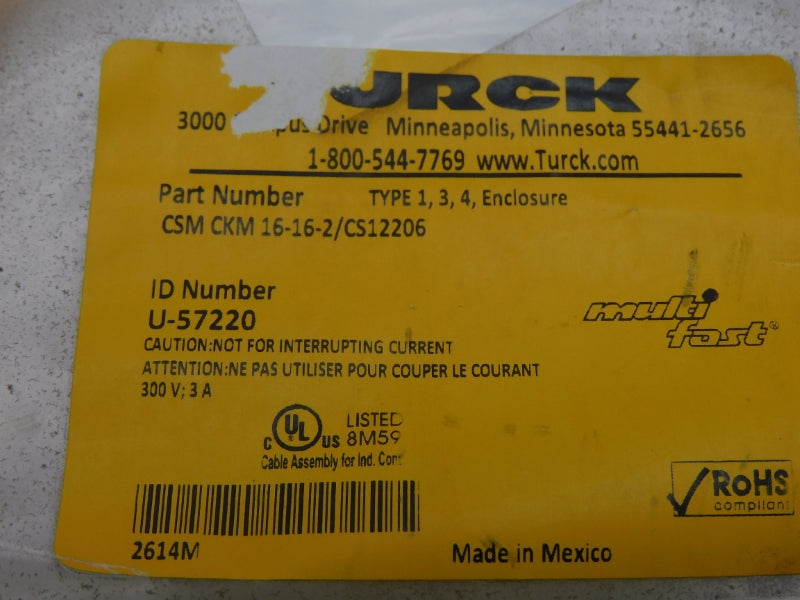 URCK
3000 pus Drive Minneapolis, Minnesota 55441-2656
1-800-544-7769 www.Turck.com
Part Number TYPE 1, 3, 4, Enclosure
CSM CKM 16-16-2/CS12206
ID Number
U-57220
multi fast®
CAUTION:NOT FOR INTERRUPTING CURRENT
ATTENTION:NE PAS UTILISER POUR COUPER LE COURANT
300 V; 3 A
C UL® US LISTED
8M59
Cable Assembly for Ind. Cont
RoHS
compliant
2614M
Made in Mexico